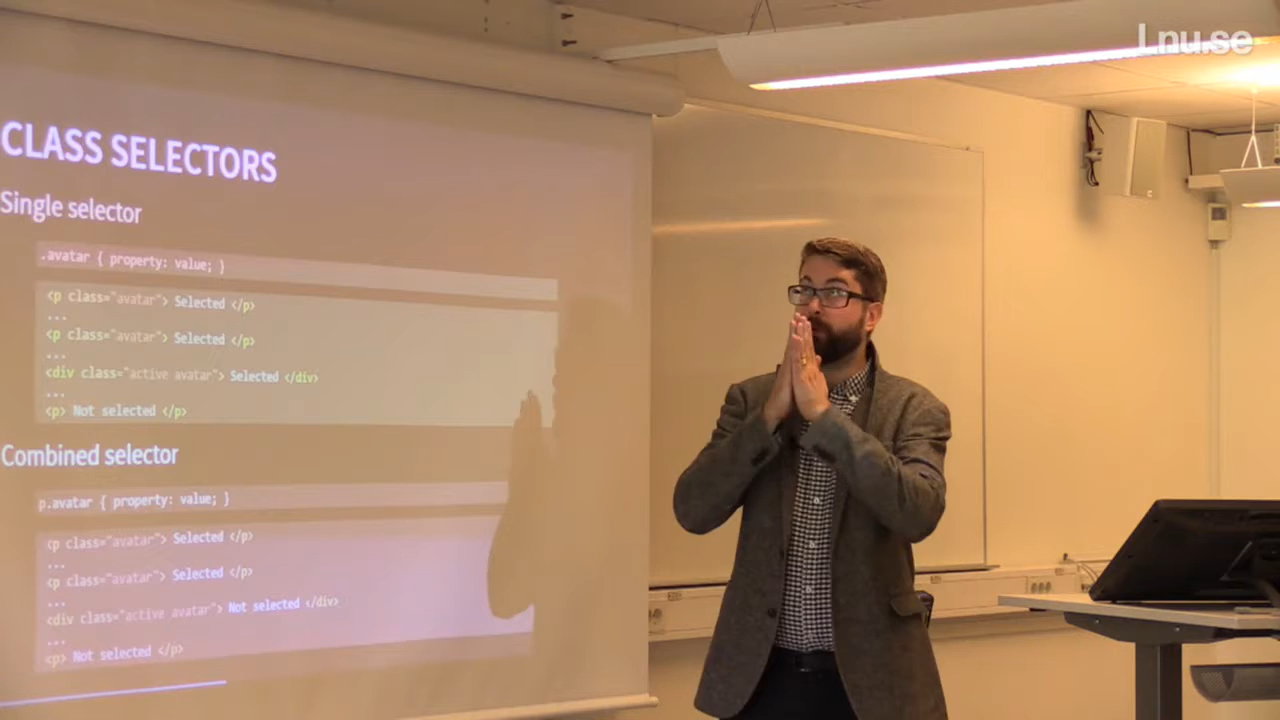 Lnu.se
CLASS SELECTORS
Single selector
.avatar { property: value; }
<p class="avatar"> Selected </p>
...
<p class="avatar"> Selected </p>
...
<div class="active avatar"> Selected </div>
...
<p> Not selected </p>
Combined selector
p.avatar { property: value; }
<p class="avatar"> Selected </p>
...
<p class="avatar"> Selected </p>
...
<div class="active avatar"> Not selected </div>
...
<p> Not selected </p>